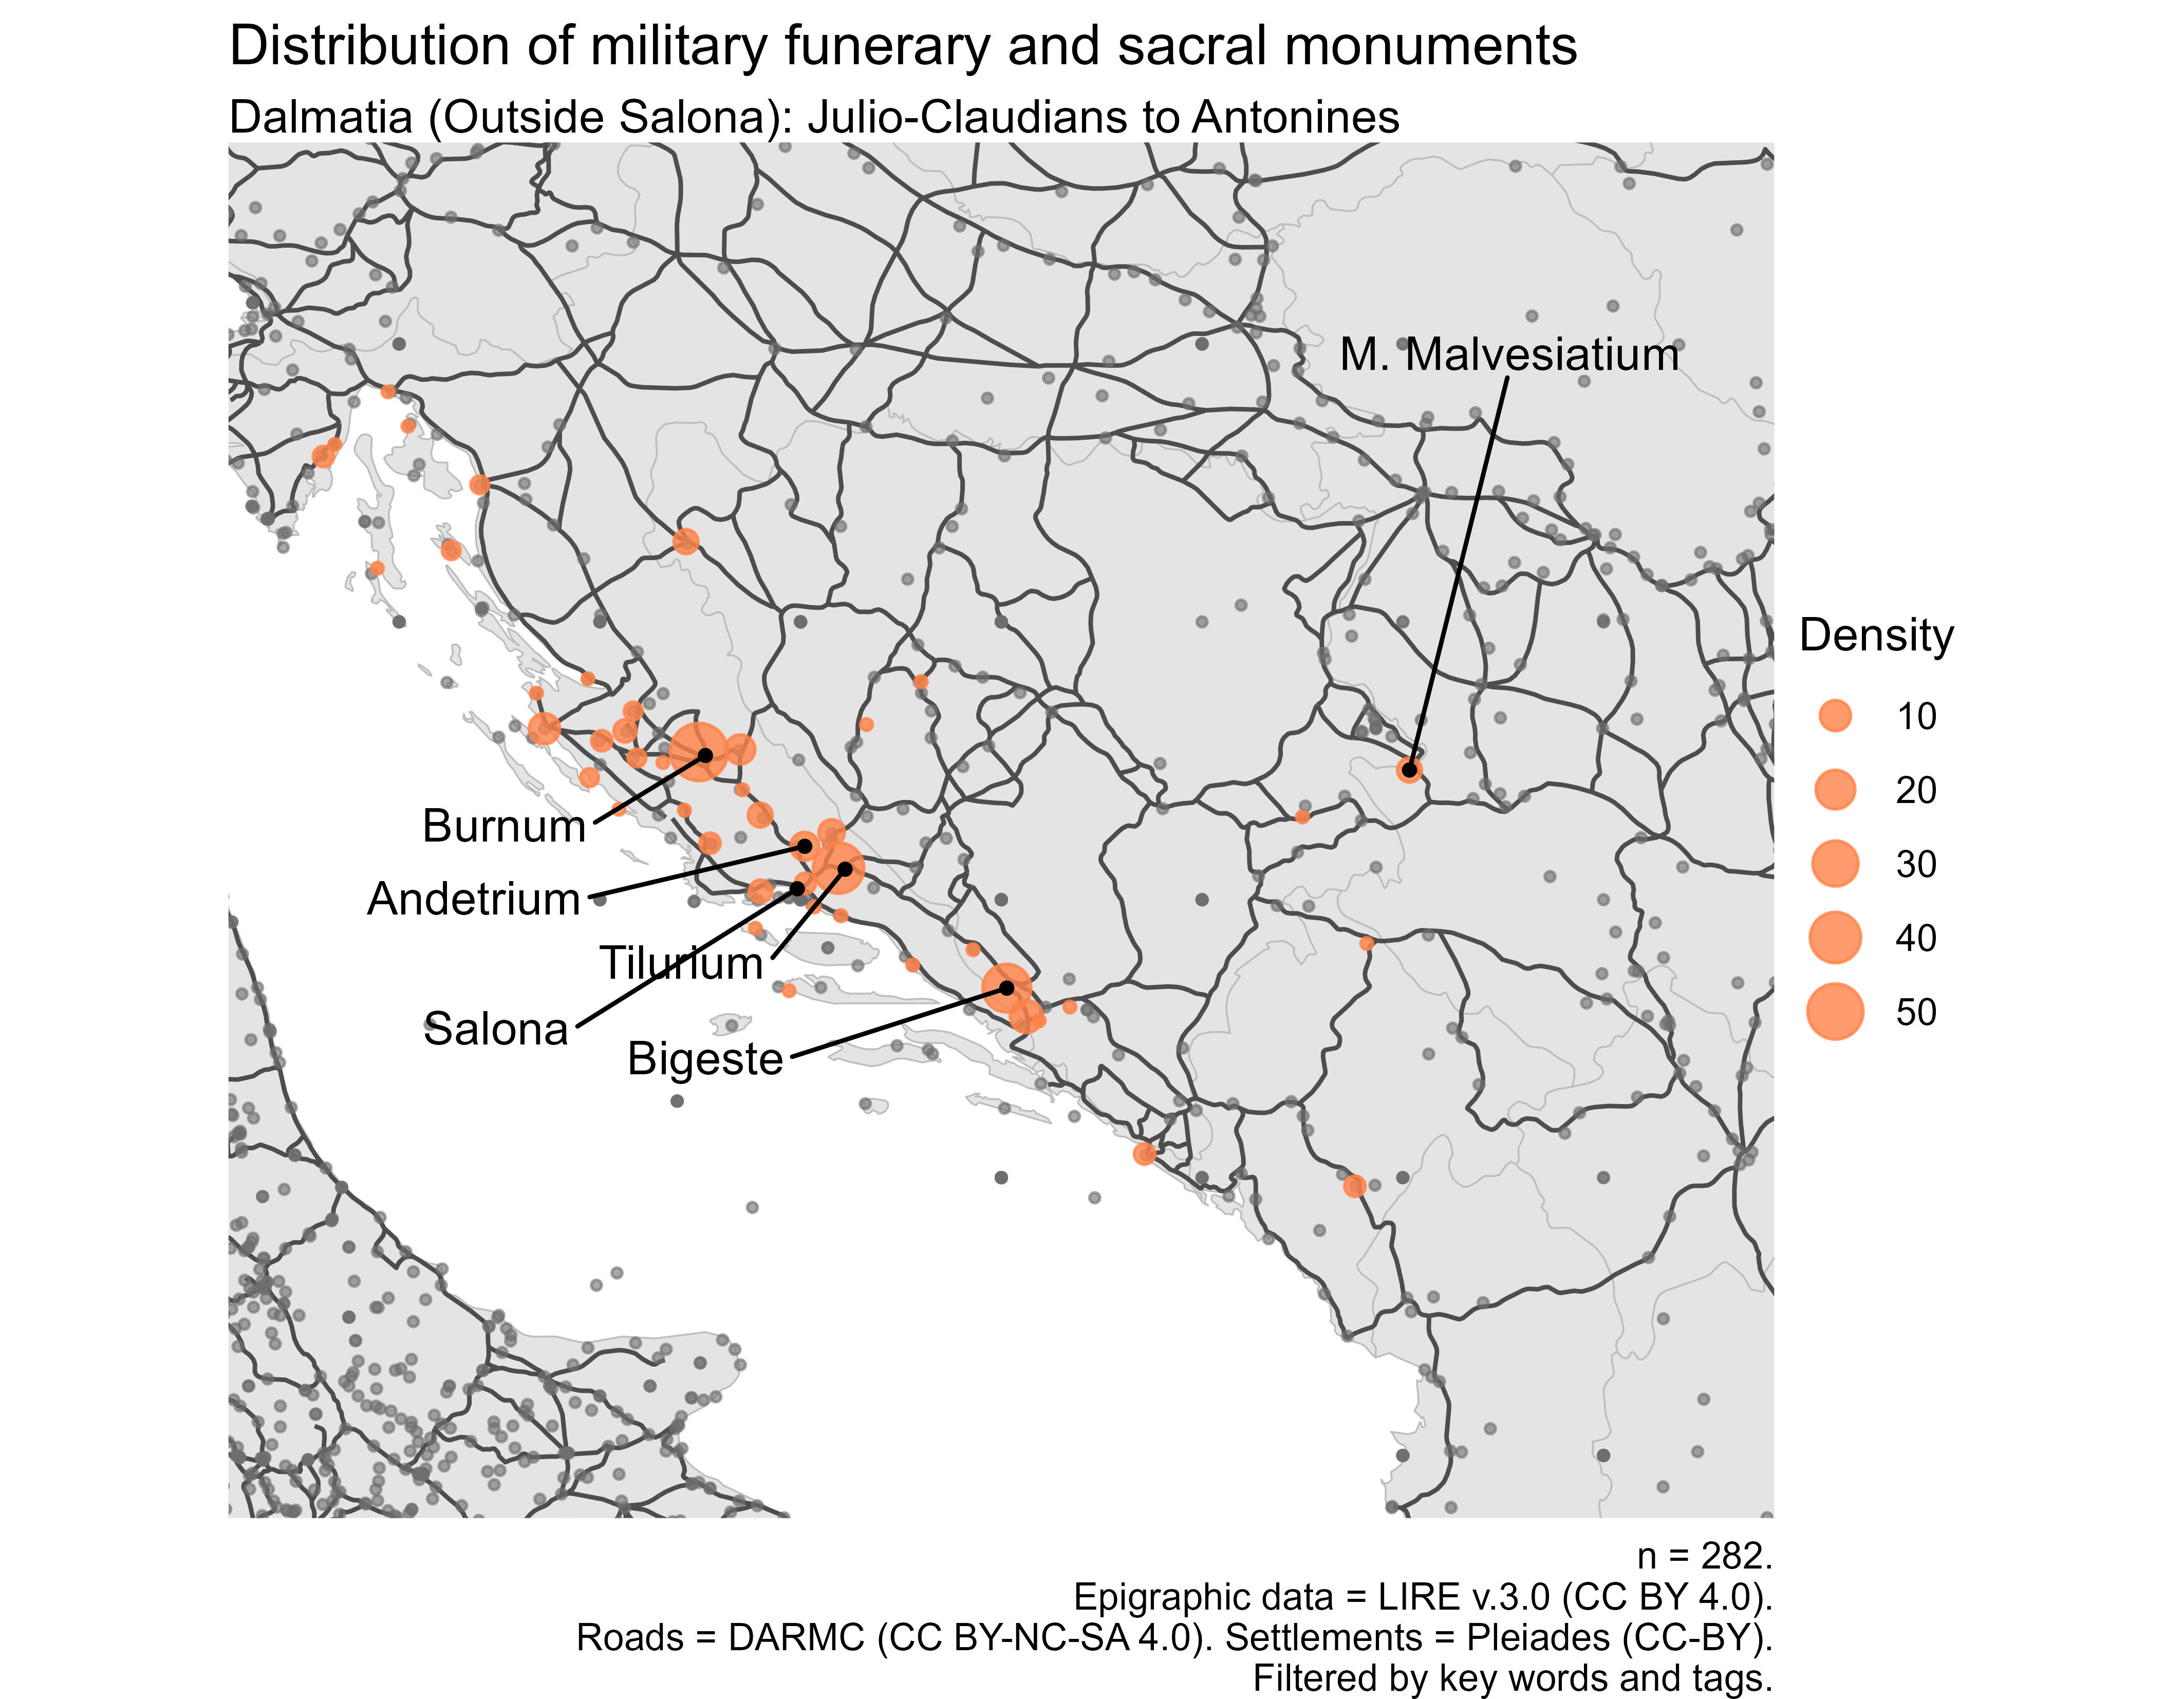 Distribution of military funerary and sacral monuments
Dalmatia (Outside Salona): Julio-Claudians to Antonines
M. Malvesiatium
Density
10
20
30
40
50
Burnum
Andetrium
Tilurium
Salona
Bigeste
n = 282.
Epigraphic data = LIRE v.3.0 (CC BY 4.0).
Roads = DARMC (CC BY-NC-SA 4.0). Settlements = Pleiades (CC-BY).
Filtered by key words and tags.